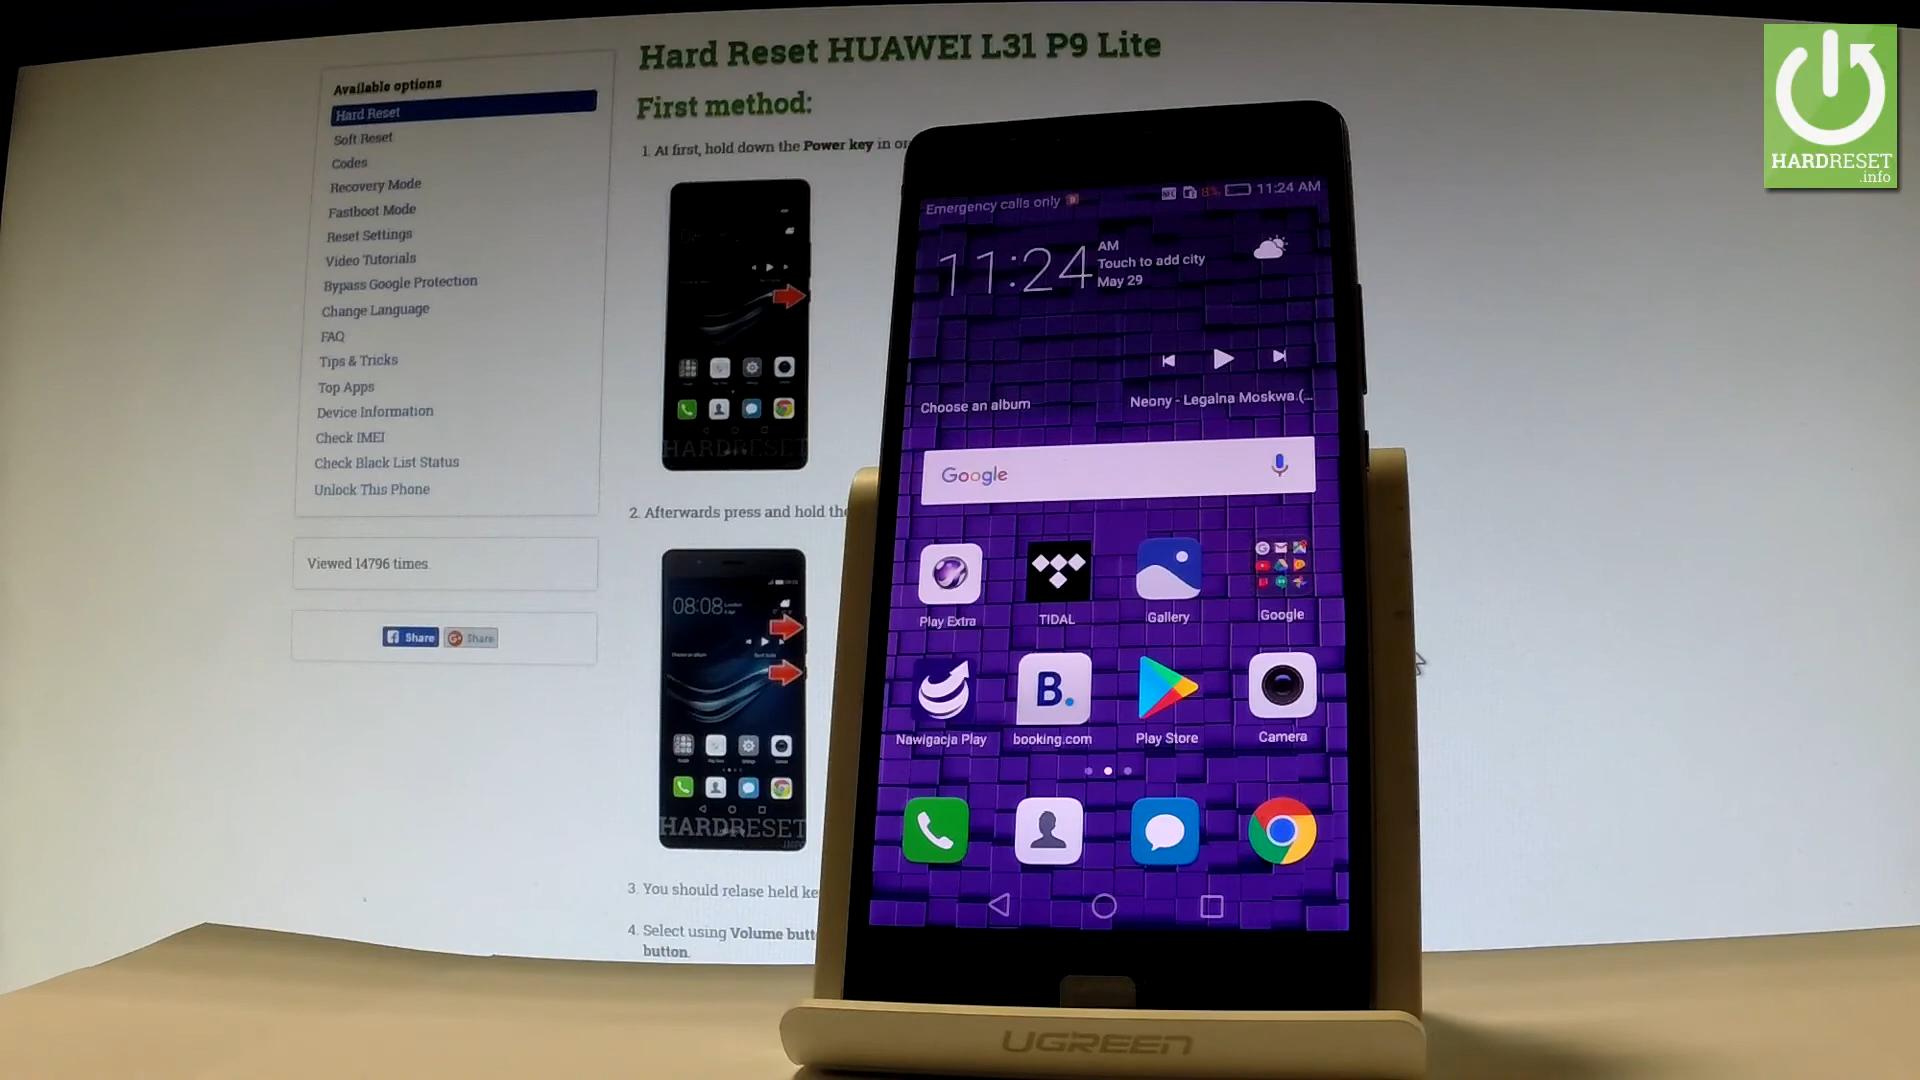 Hard Reset HUAWEI L31 P9 Lite
First method:
1. At first, hold down the Power key in or
2. Afterwards press and hold the
3. You should relase held ke
4. Select using Volume butt
button.
Available options
Hard Reset
Soft Reset
Codes
Recovery Mode
Fastboot Mode
Reset Settings
Video Tutorials
Bypass Google Protection
Change Language
FAQ
Tips & Tricks
Top Apps
Device Information
Check IMEI
Check Black List Status
Unlock This Phone
Viewed 14796 times.
Share
Share
HARDRESET
08:08
HARDRESET
Emergency calls only
8%
11:24 AM
11:24
AM
Touch to add city
May 29
Choose an album
Neony - Legalna Moskwa (...
Google
Play Extra
TIDAL
Gallery
Google
Nawigacja Play
B.
booking.com
Play Store
Camera
UGREEN
HARDRESET
.info